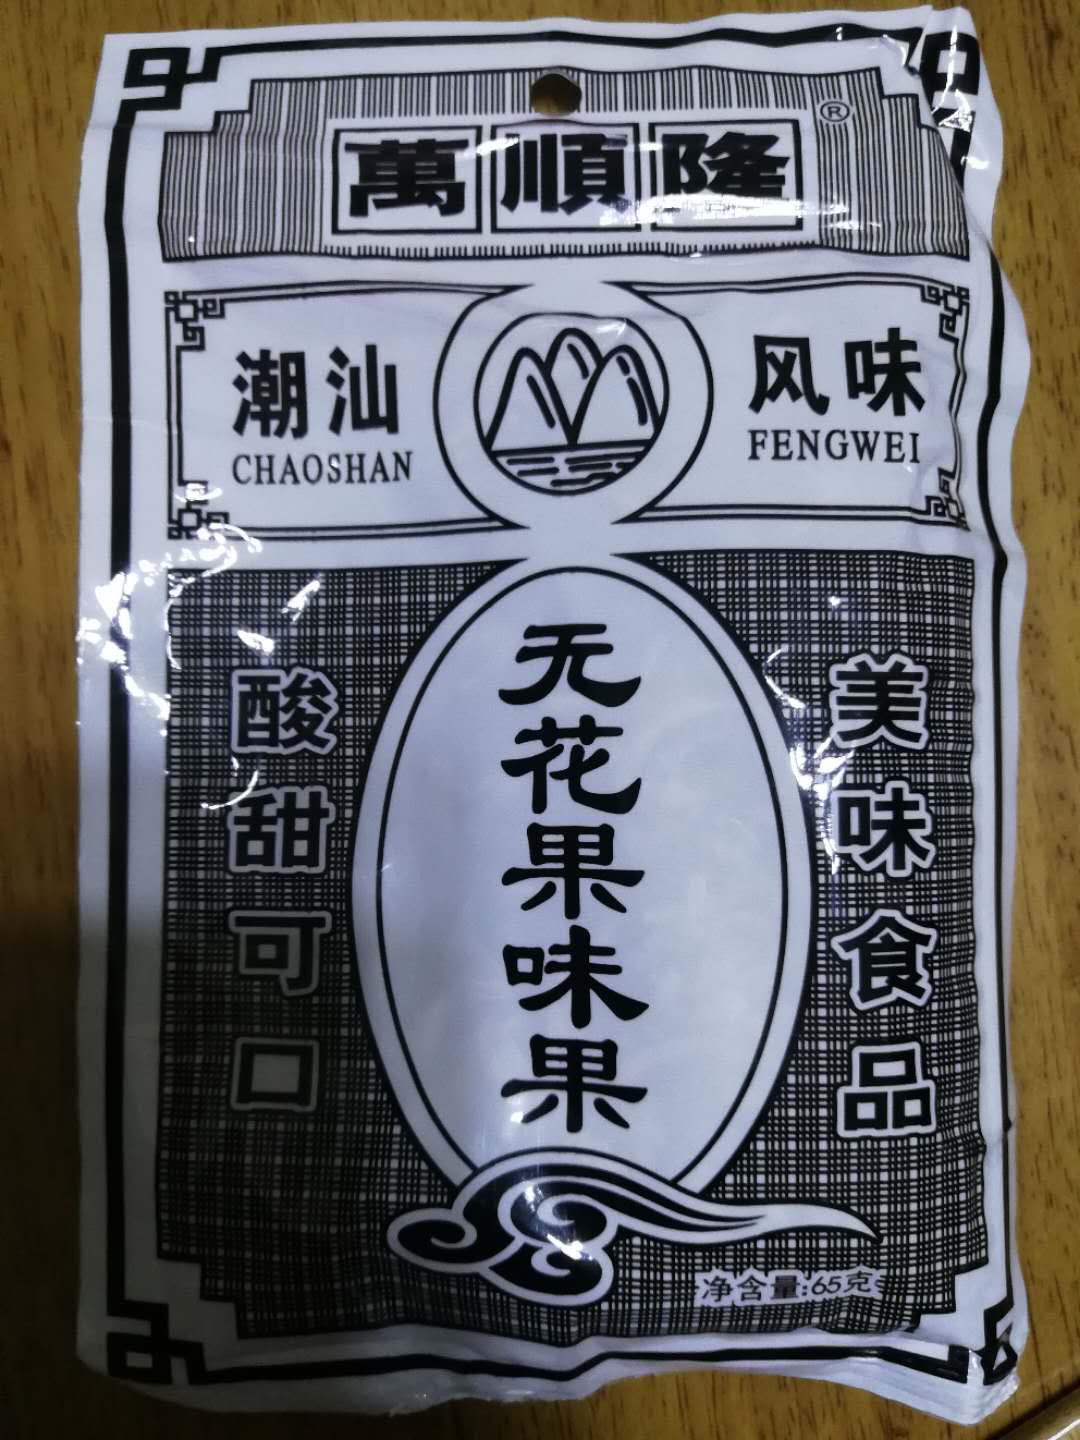 萬順隆®
潮汕
CHAOSHAN
风味
FENGWEI
无花果味果
酸甜可口
美味食品
净含量:65克